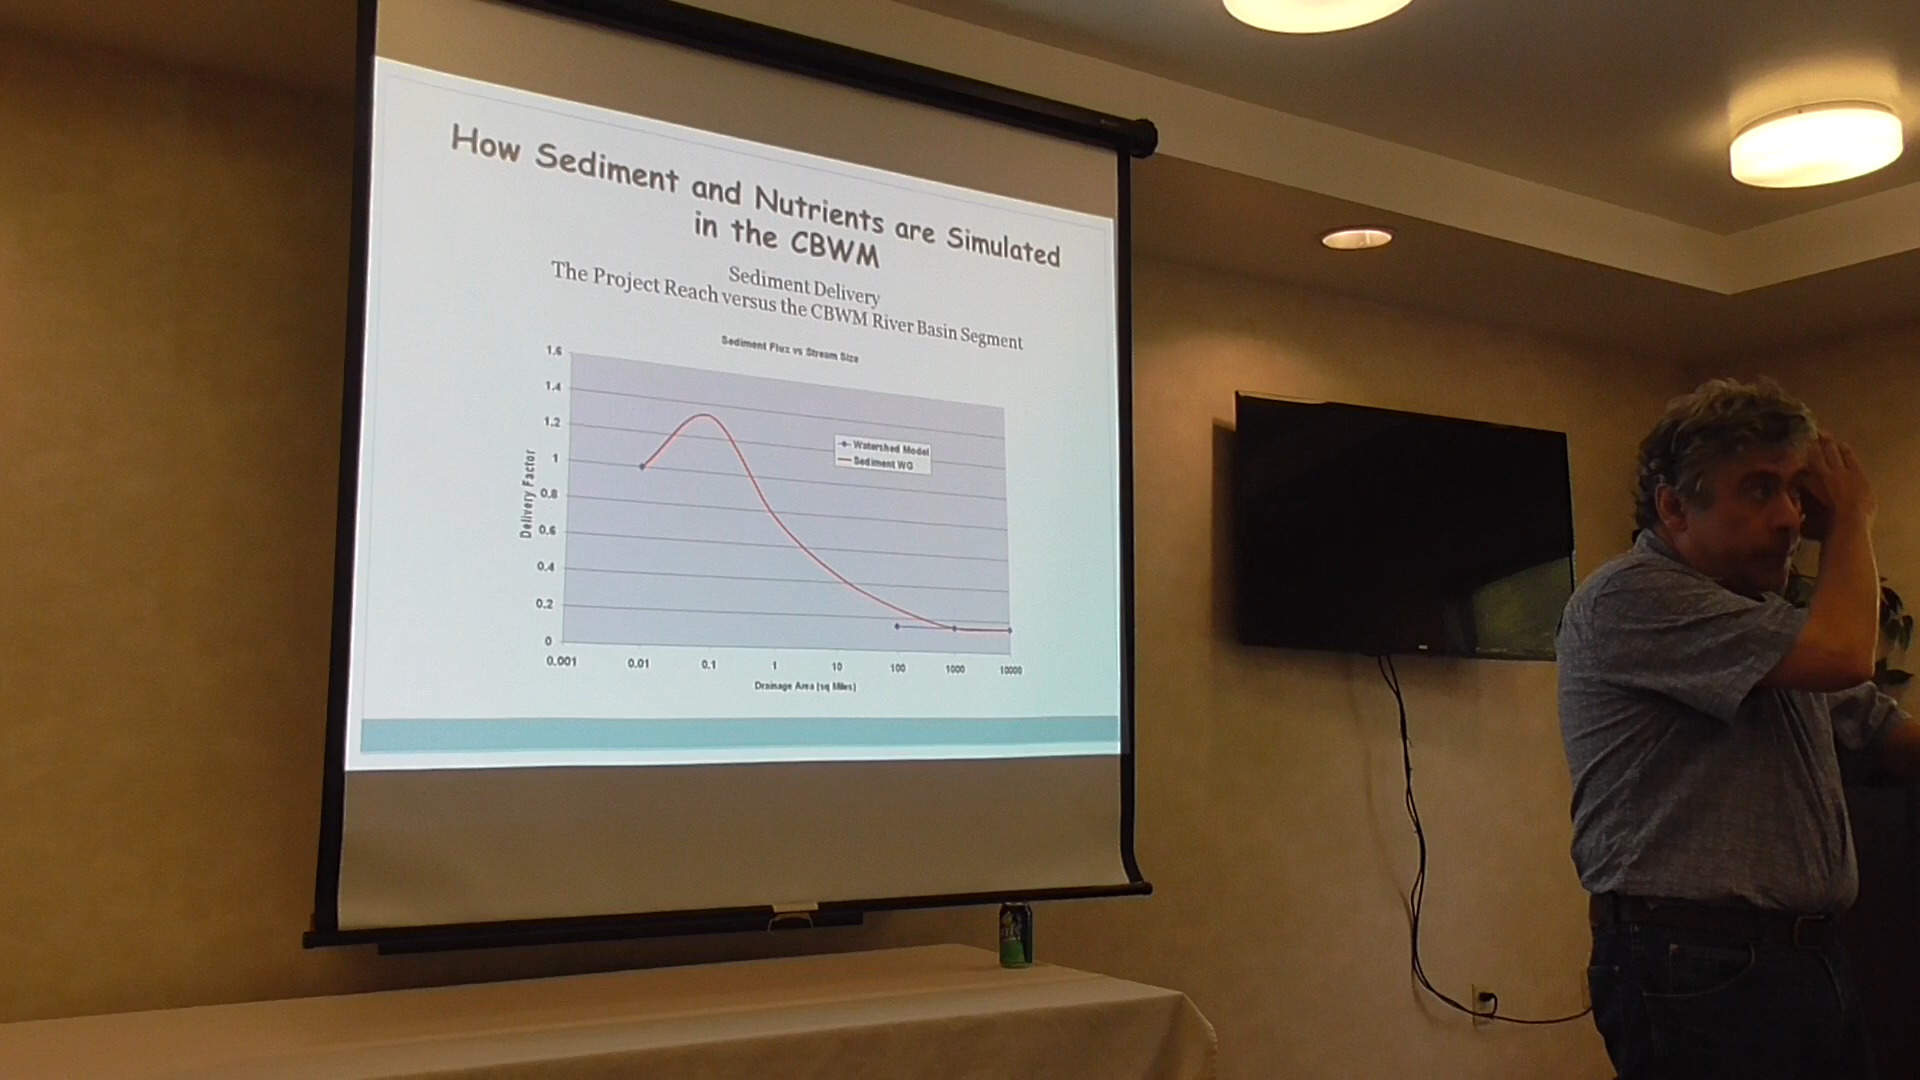 How Sediment and Nutrients are Simulated
in the CBWM
Sediment Delivery
The Project Reach versus the CBWM River Basin Segment
Sediment Flux vs Stream Size
1.6
1.4
1.2
1
0.8
0.6
0.4
0.2
0
Delivery Factor
Watershed Model
Sediment WG
0.001 0.01 0.1 1 10 100 1000 10000
Drainage Area (sq Miles)